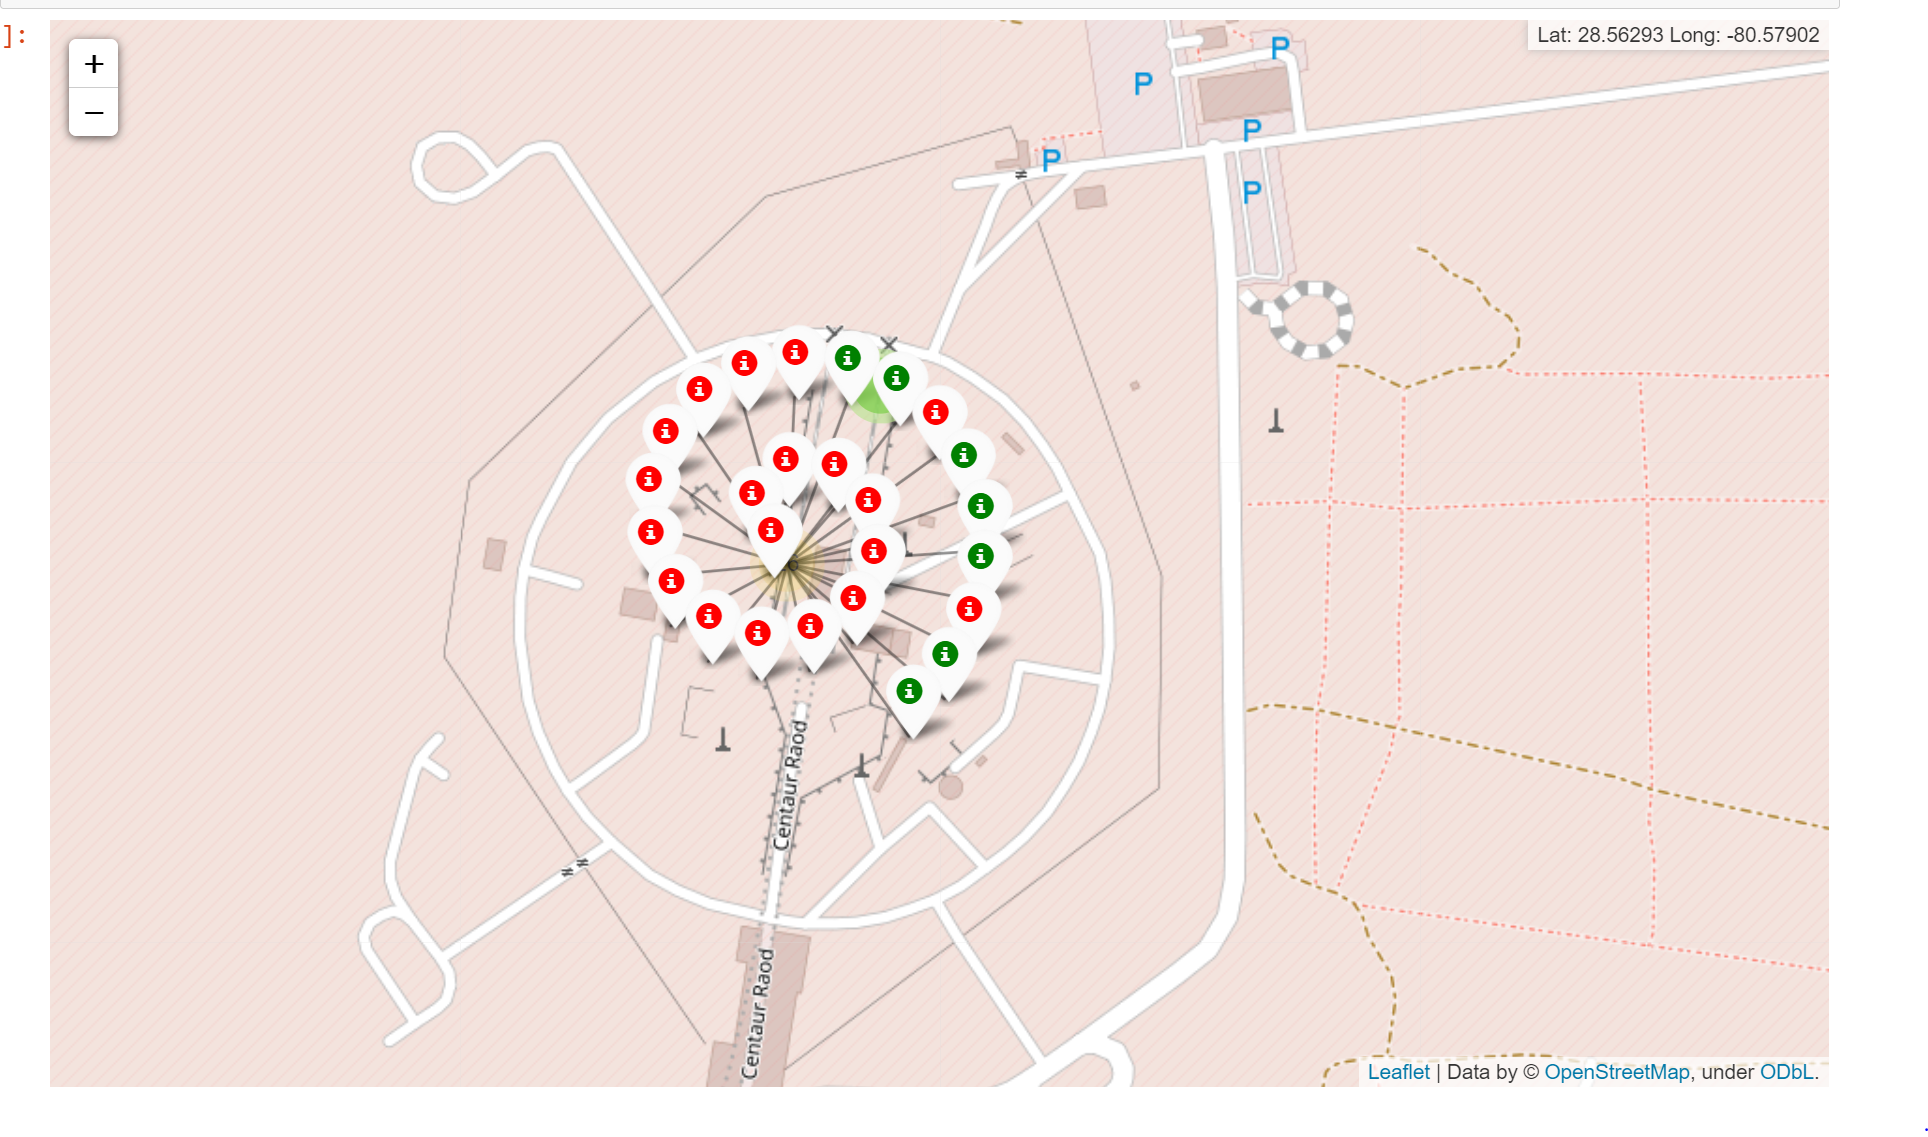 ]:
+
−
Lat: 28.56293 Long: -80.57902
P
P
P
P
P
Centaur Raod
Centaur Raod
Leaflet | Data by © OpenStreetMap, under ODbL.